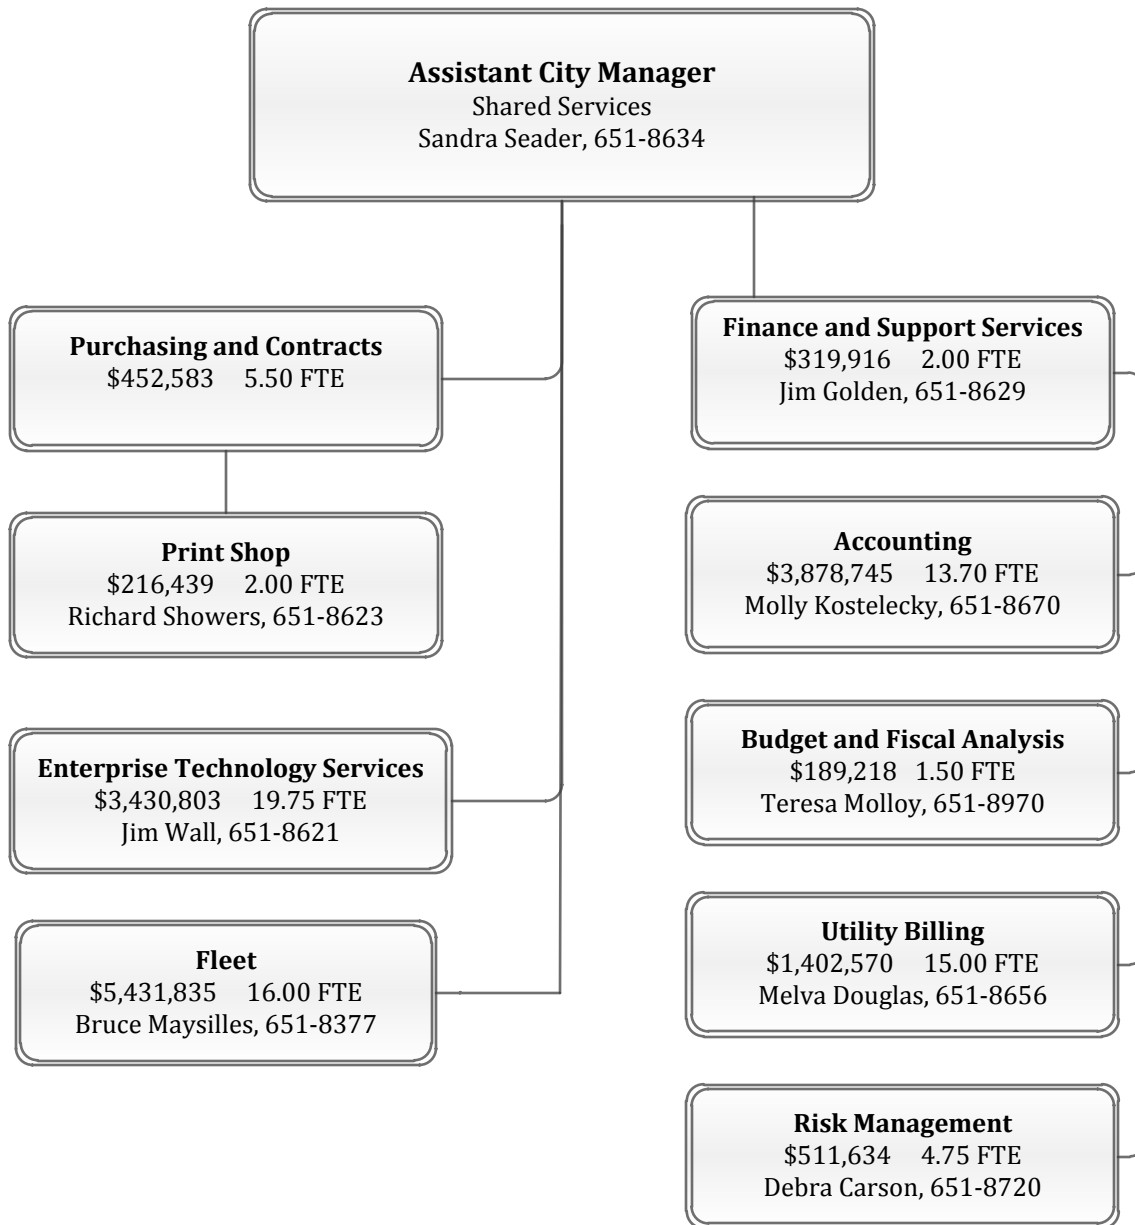 Assistant City Manager
Shared Services
Sandra Seader, 651-8634
Purchasing and Contracts
$452,583 5.50 FTE
Print Shop
$216,439 2.00 FTE
Richard Showers, 651-8623
Enterprise Technology Services
$3,430,803 19.75 FTE
Jim Wall, 651-8621
Fleet
$5,431,835 16.00 FTE
Bruce Maysilles, 651-8377
Finance and Support Services
$319,916 2.00 FTE
Jim Golden, 651-8629
Accounting
$3,878,745 13.70 FTE
Molly Kostelecky, 651-8670
Budget and Fiscal Analysis
$189,218 1.50 FTE
Teresa Molloy, 651-8970
Utility Billing
$1,402,570 15.00 FTE
Melva Douglas, 651-8656
Risk Management
$511,634 4.75 FTE
Debra Carson, 651-8720